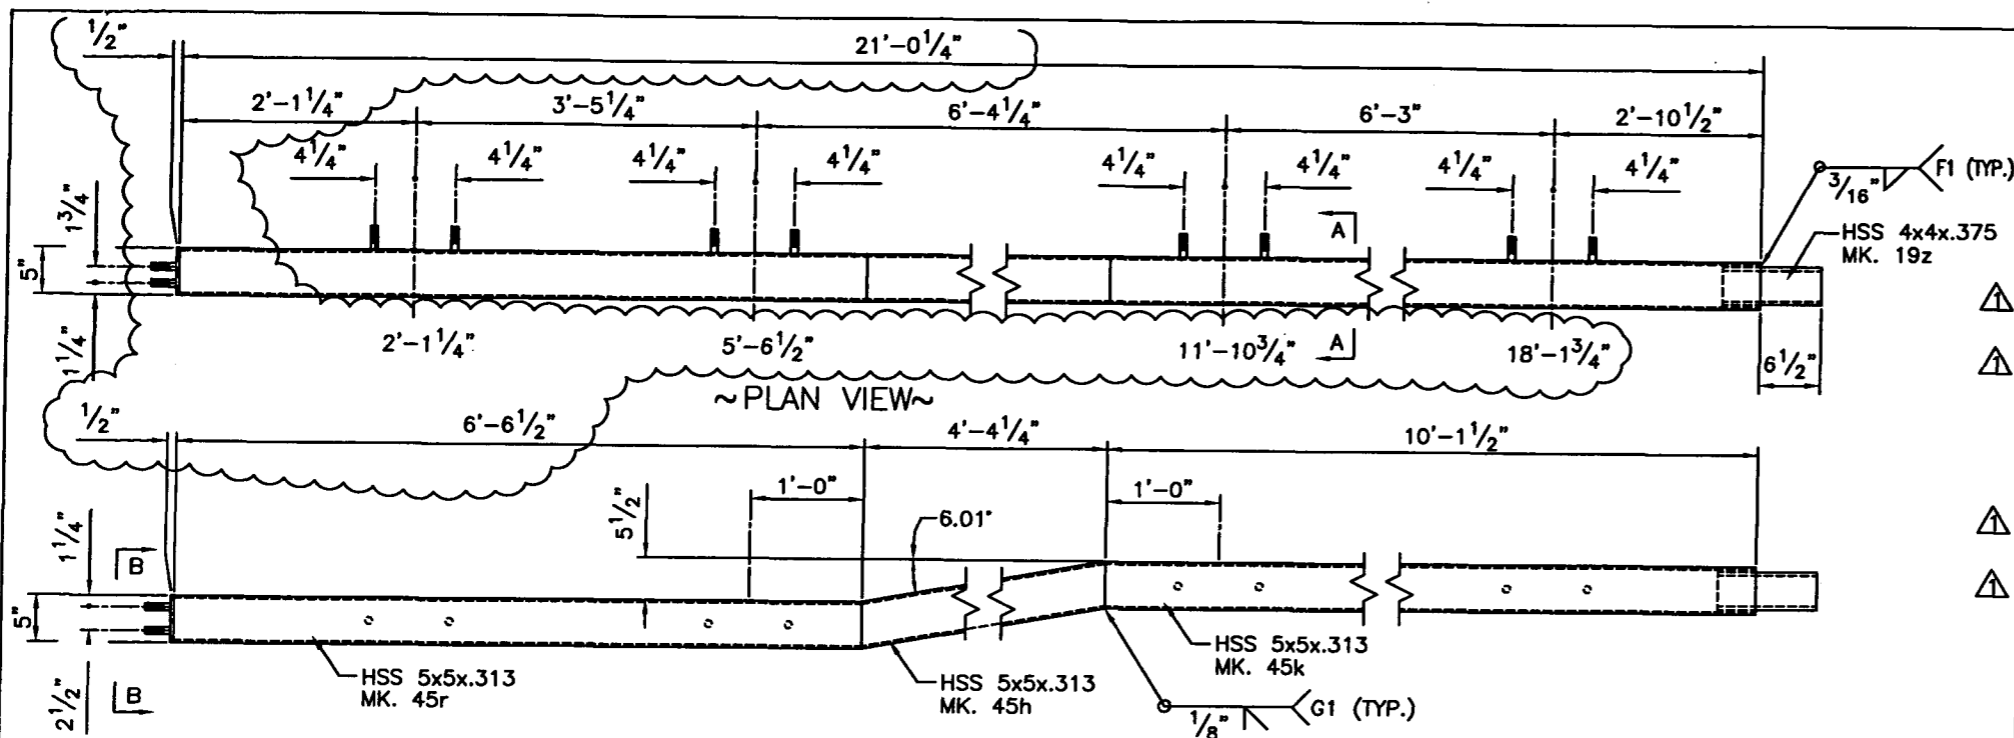 1/2" 21'-0 1/4"
2'-1 1/4" 3'-5 1/4" 6'-4 1/4" 6'-3" 2'-10 1/2"
4 1/4" 4 1/4" 4 1/4" 4 1/4" 4 1/4" 4 1/4" 4 1/4" 4 1/4"
3/16" F1 (TYP.)
1 3/4"
A
HSS 4x4x.375
MK. 19z
5"
1
1 1/4"
2'-1 1/4" 5'-6 1/2" 11'-10 3/4" A 18'-1 3/4"
6 1/2"
1
~PLAN VIEW~
1/2" 6'-6 1/2" 4'-4 1/4" 10'-1 1/2"
1'-0" 1'-0"
5 1/2"
6.01°
1
1 1/4"
B
1
5"
HSS 5x5x.313
MK. 45r
HSS 5x5x.313
MK. 45h
HSS 5x5x.313
MK. 45k
2 1/2"
B
1/8" G1 (TYP.)